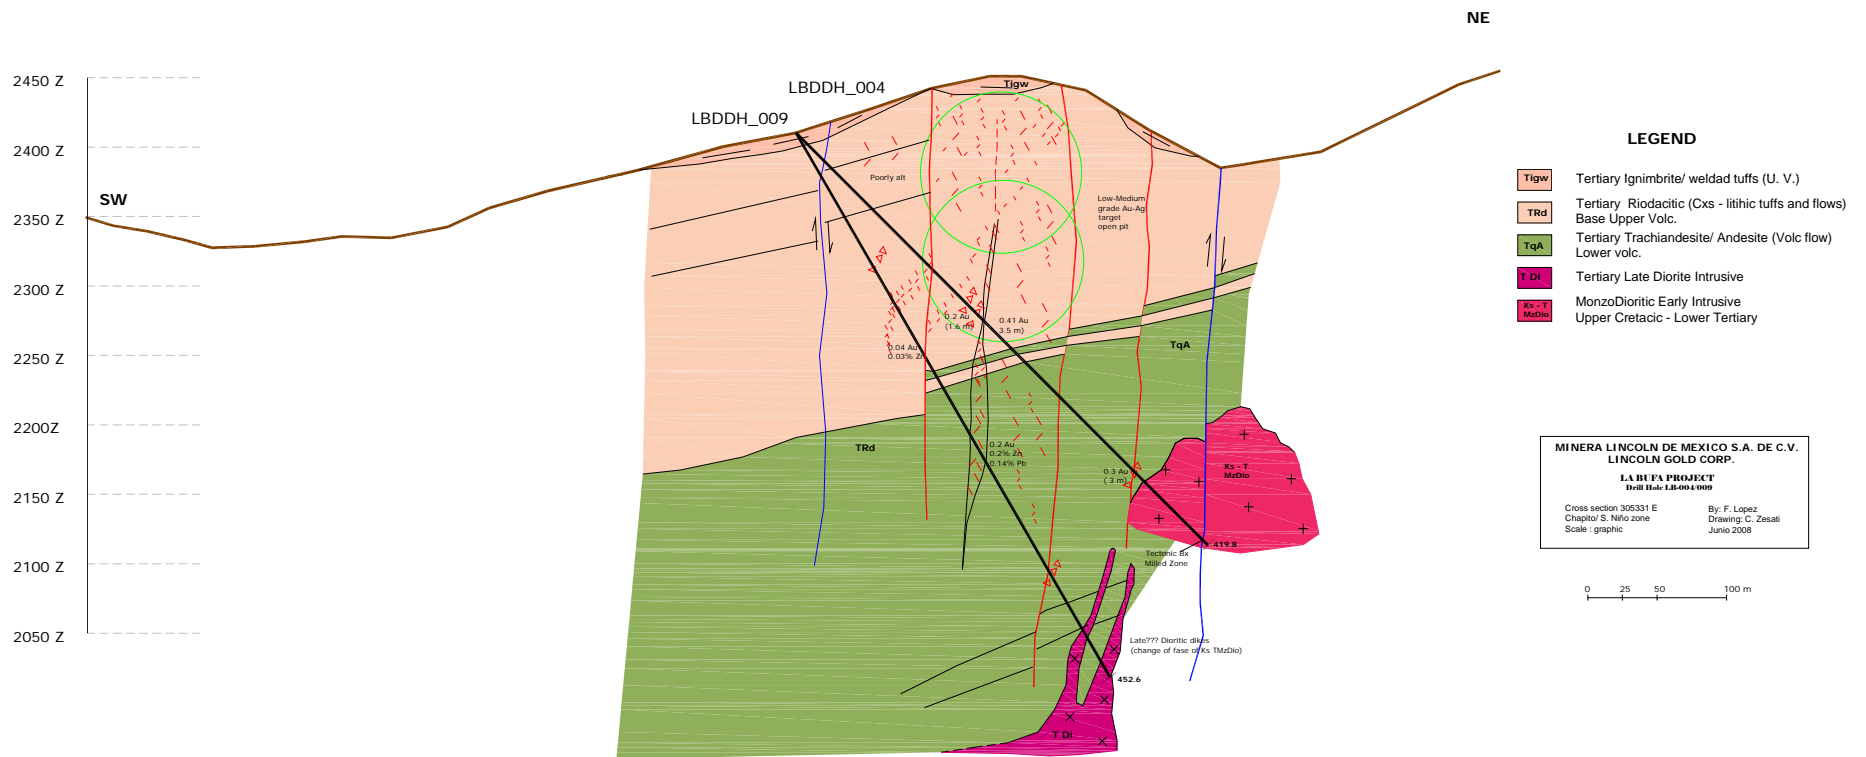 NE
2450 Z
2400 Z
2350 Z
2300 Z
2250 Z
2200Z
2150 Z
2100 Z
2050 Z
SW
LBDDH_004
LBDDH_009
Tigw
Poorly alt
Low-Medium
grade Au-Ag
target
open pit
0.2 Au
(1.6 m)
0.41 Au
3.5 m)
0.04 Au
0.03% Zn
TqA
TRd
0.2 Au
0.2% Zn
0.14% Pb
0.3 Au
( 3 m)
Ks - T
MzDio
419.8
Tectonic Bx
Milled Zone
Late??? Dioritic dikes
(change of fase of Ks TMzDio)
452.6
T Di
LEGEND
Tigw
Tertiary Ignimbrite/ weldad tuffs (U. V.)
TRd
Tertiary Riodacitic (Cxs - litihic tuffs and flows)
Base Upper Volc.
TqA
Tertiary Trachiandesite/ Andesite (Volc flow)
Lower volc.
T Di
Tertiary Late Diorite Intrusive
Ks - T
MzDio
MonzoDioritic Early Intrusive
Upper Cretacic - Lower Tertiary
MINERA LINCOLN DE MEXICO S.A. DE C.V.
LINCOLN GOLD CORP.
LA BUFA PROJECT
Drill Hole LB-004/009
Cross section 305331 E
Chapito/ S. Niño zone
Scale : graphic
By: F. Lopez
Drawing: C. Zesati
Junio 2008
0 25 50 100 m